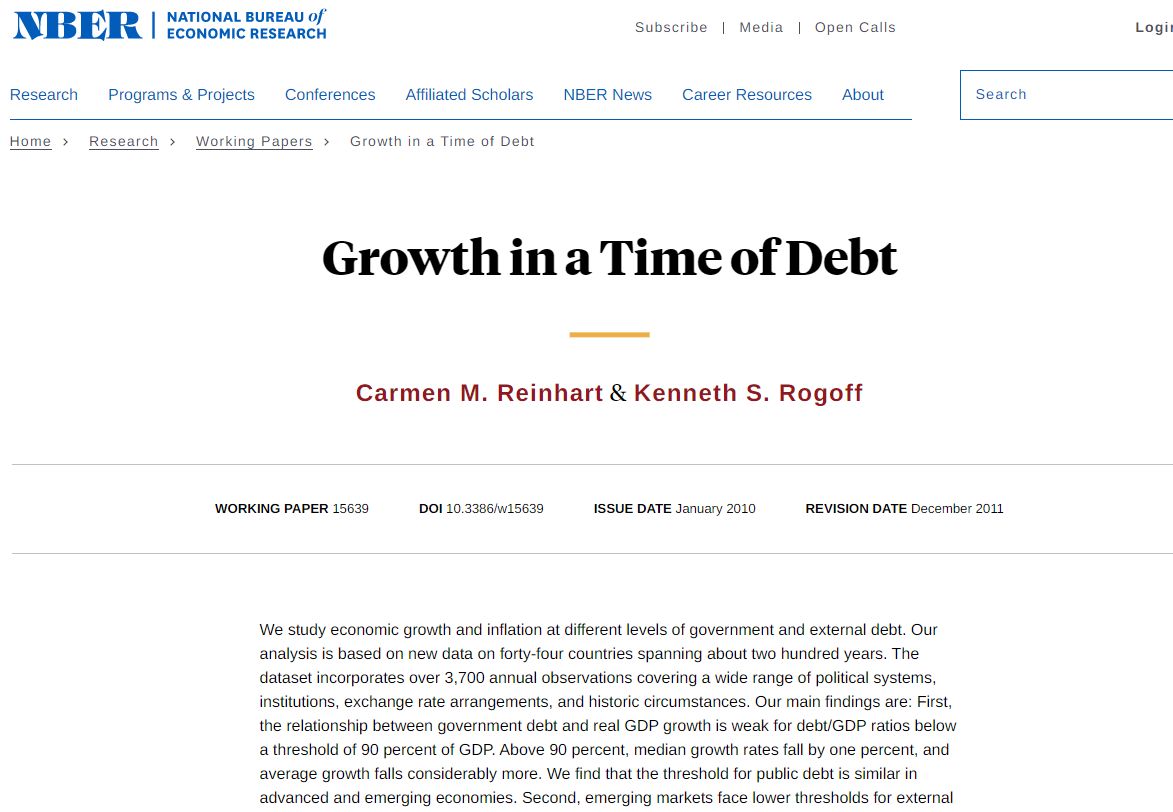 NBER | NATIONAL BUREAU of
ECONOMIC RESEARCH
Subscribe | Media | Open Calls
Login
Research Programs & Projects Conferences Affiliated Scholars NBER News Career Resources About
Search
Home > Research > Working Papers > Growth in a Time of Debt
Growth in a Time of Debt
Carmen M. Reinhart & Kenneth S. Rogoff
WORKING PAPER 15639 DOI 10.3386/w15639 ISSUE DATE January 2010 REVISION DATE December 2011
We study economic growth and inflation at different levels of government and external debt. Our
analysis is based on new data on forty-four countries spanning about two hundred years. The
dataset incorporates over 3,700 annual observations covering a wide range of political systems,
institutions, exchange rate arrangements, and historic circumstances. Our main findings are: First,
the relationship between government debt and real GDP growth is weak for debt/GDP ratios below
a threshold of 90 percent of GDP. Above 90 percent, median growth rates fall by one percent, and
average growth falls considerably more. We find that the threshold for public debt is similar in
advanced and emerging economies. Second, emerging markets face lower thresholds for external